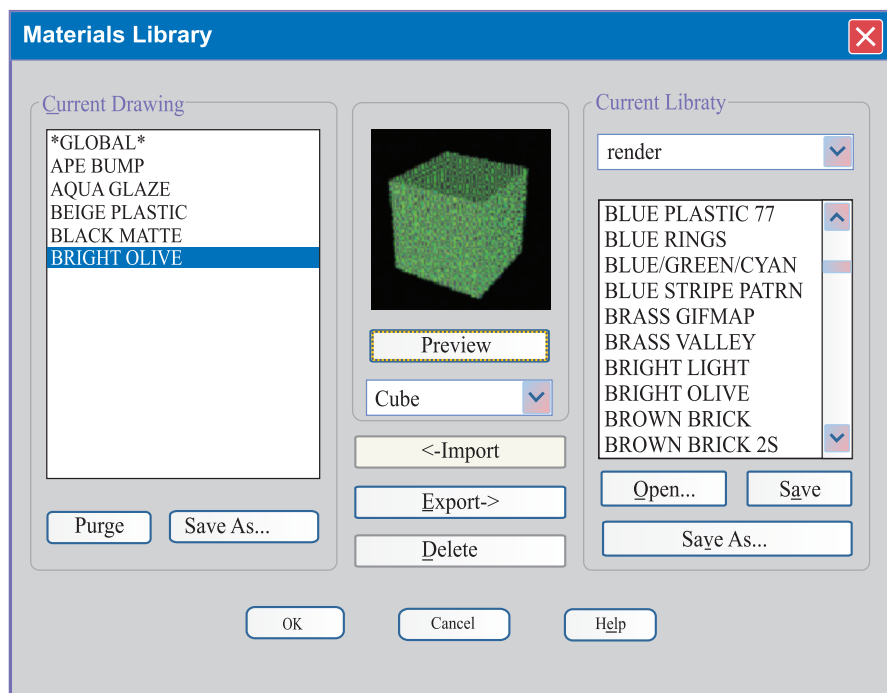 Materials Library
Current Drawing
*GLOBAL*
APE BUMP
AQUA GLAZE
BEIGE PLASTIC
BLACK MATTE
BRIGHT OLIVE
Purge
Save As...
Preview
Cube
<-Import
Export->
Delete
Current Libraty
render
BLUE PLASTIC 77
BLUE RINGS
BLUE/GREEN/CYAN
BLUE STRIPE PATRN
BRASS GIFMAP
BRASS VALLEY
BRIGHT LIGHT
BRIGHT OLIVE
BROWN BRICK
BROWN BRICK 2S
Open...
Save
Save As...
OK
Cancel
Help